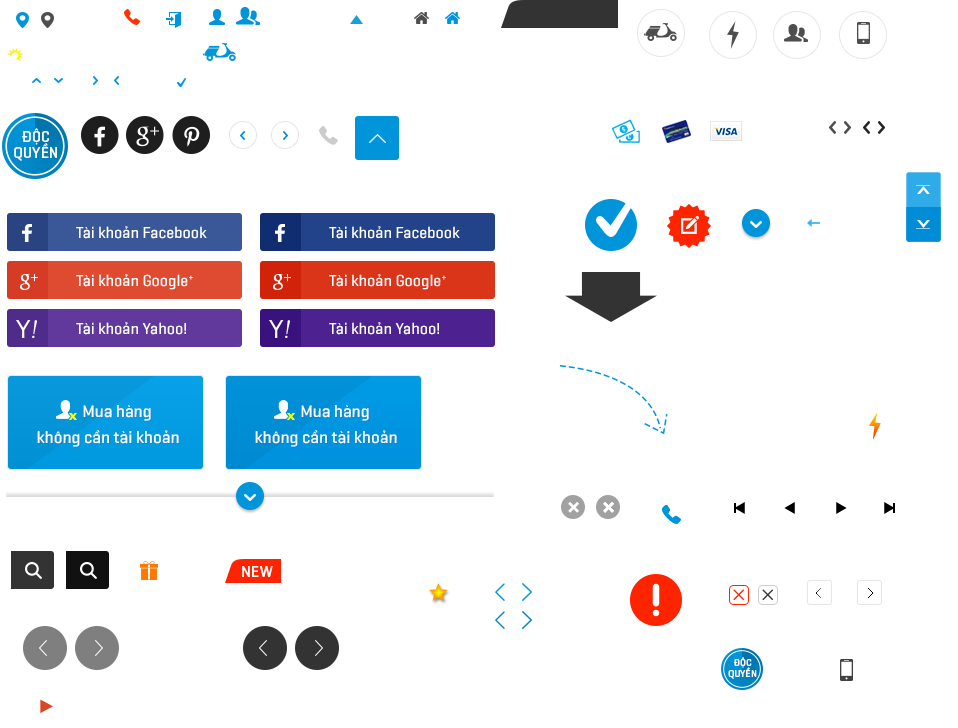 ĐỘC
QUYỀN
g+
VISA
Tài khoản Facebook
Tài khoản Facebook
g+ Tài khoản Google+
g+ Tài khoản Google+
Y! Tài khoản Yahoo!
Y! Tài khoản Yahoo!
Mua hàng
không cần tài khoản
Mua hàng
không cần tài khoản
NEW
ĐỘC
QUYỀN